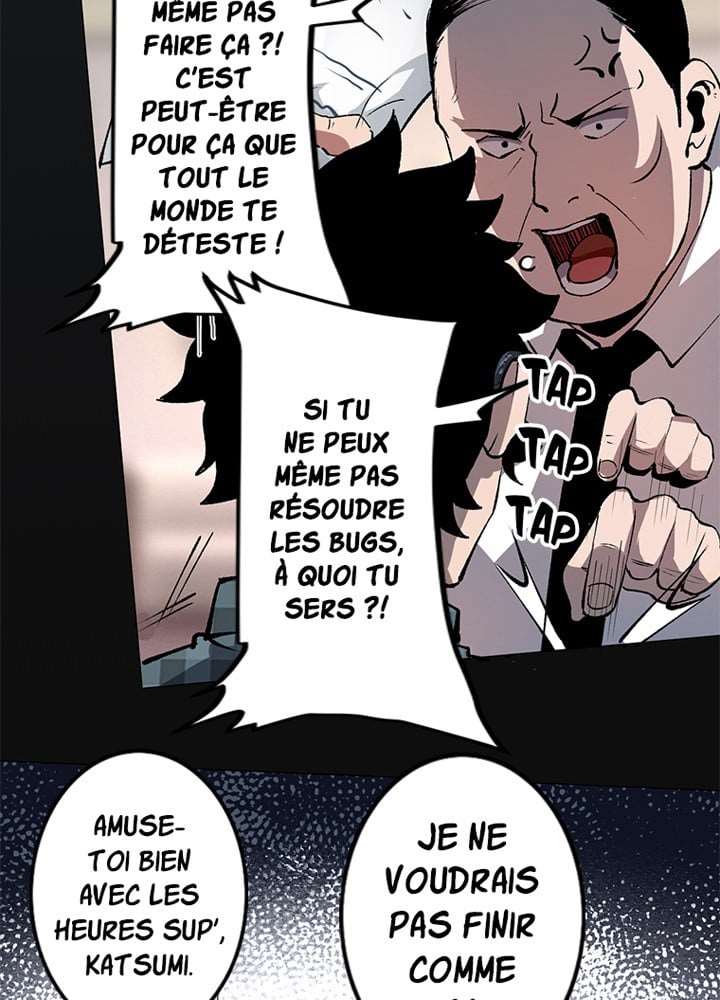 MÊME PAS
FAIRE ÇA ?!
C'EST
PEUT-ÊTRE
POUR ÇA QUE
TOUT LE
MONDE TE
DÉTESTE !
SI TU
NE PEUX
MÊME PAS
RÉSOUDRE
LES BUGS,
À QUOI TU
SERS ?!
TAP
TAP
TAP
AMUSE-
TOI BIEN
AVEC LES
HEURES SUP',
KATSUMI.
JE NE
VOUDRAIS
PAS FINIR
COMME